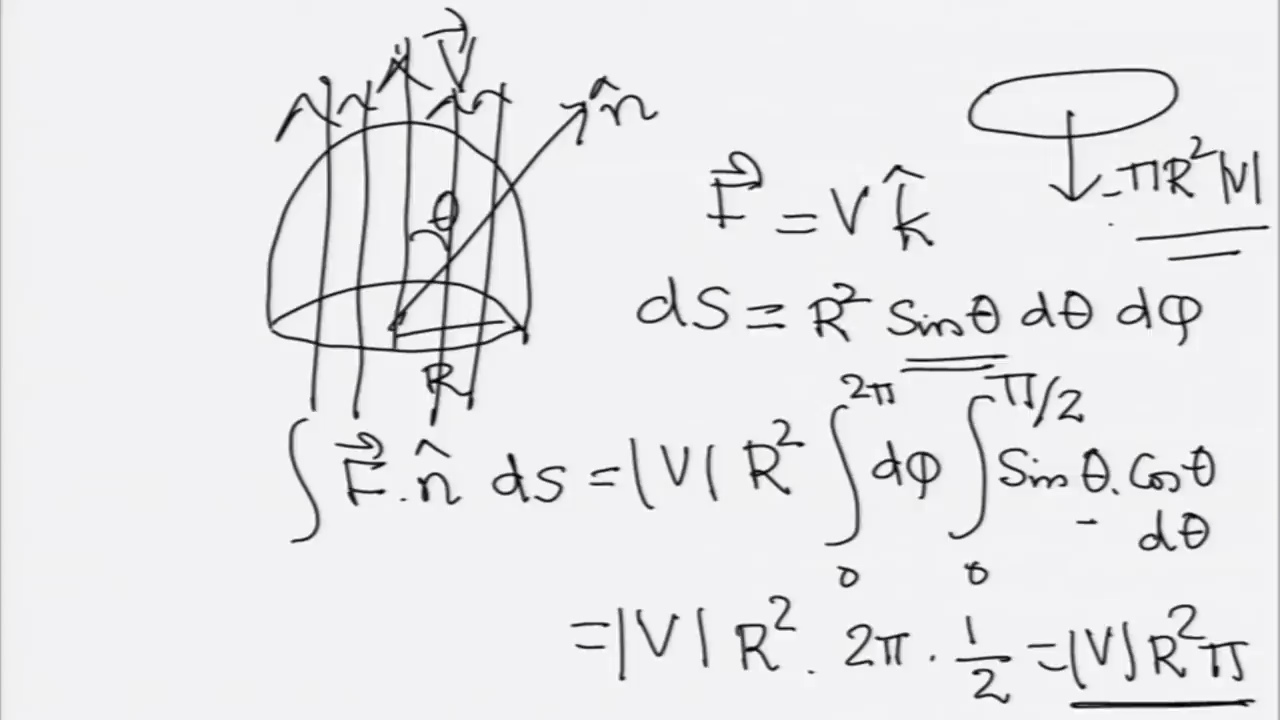 V⃗
n̂
θ
R
-πR²|V|
F⃗ = V k̂
dS = R² Sinθ dθ dφ
∫ F⃗.n̂ dS = |V| R² ∫₀^2π dφ ∫₀^π/2 Sinθ.Cosθ
dθ
= |V| R² . 2π . 1/2 = |V| R² π